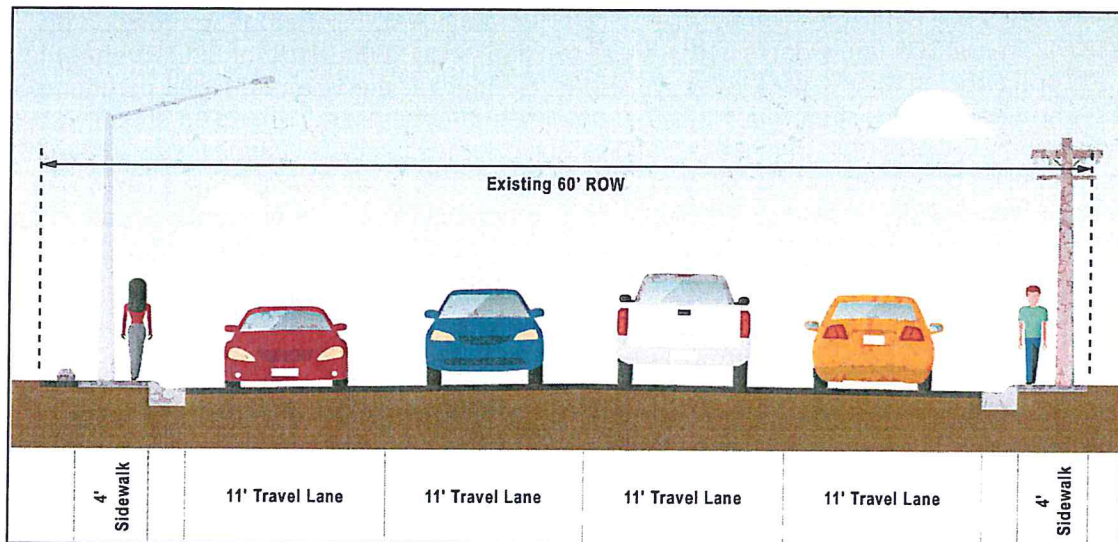 Existing 60' ROW
4'
Sidewalk
11' Travel Lane
11' Travel Lane
11' Travel Lane
11' Travel Lane
4'
Sidewalk